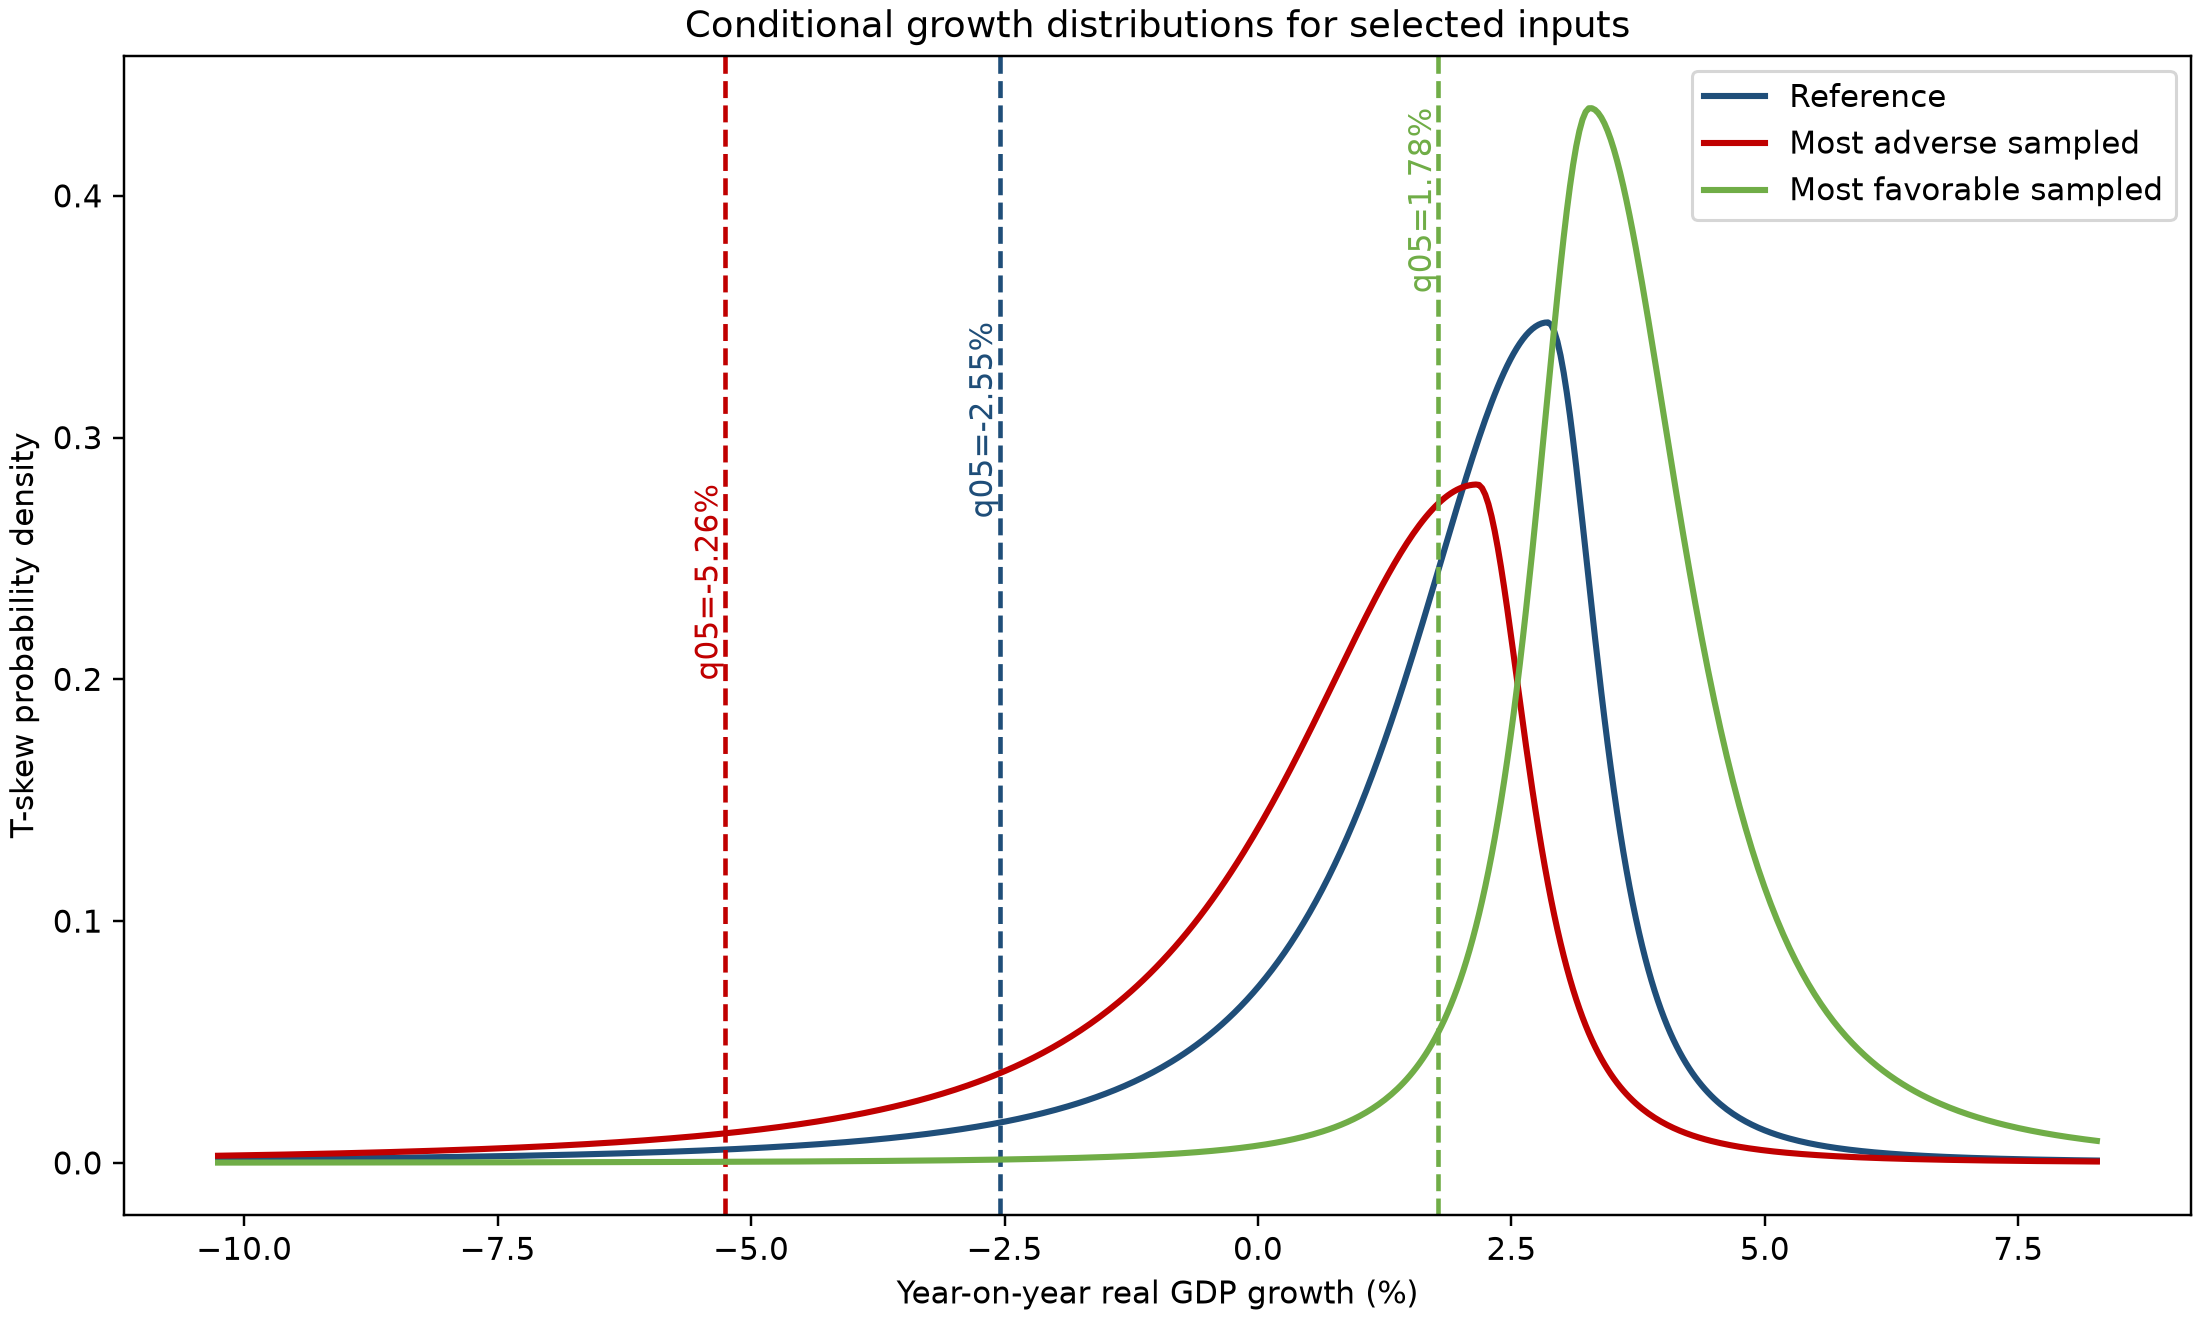 Conditional growth distributions for selected inputs
Reference
Most adverse sampled
Most favorable sampled
q05=-5.26%
q05=-2.55%
q05=1.78%
T-skew probability density
0.4
0.3
0.2
0.1
0.0
−10.0
−7.5
−5.0
−2.5
0.0
2.5
5.0
7.5
Year-on-year real GDP growth (%)